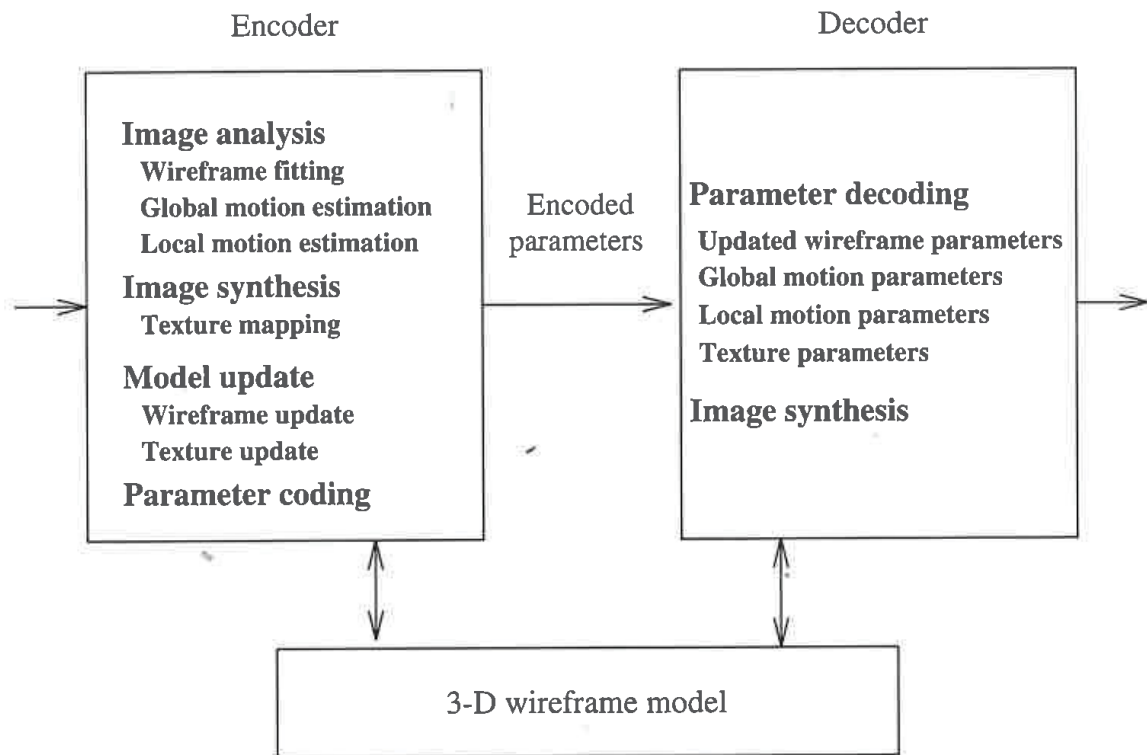 Encoder
Decoder
Image analysis
Wireframe fitting
Global motion estimation
Local motion estimation
Image synthesis
Texture mapping
Model update
Wireframe update
Texture update
Parameter coding
Encoded
parameters
Parameter decoding
Updated wireframe parameters
Global motion parameters
Local motion parameters
Texture parameters
Image synthesis
3-D wireframe model